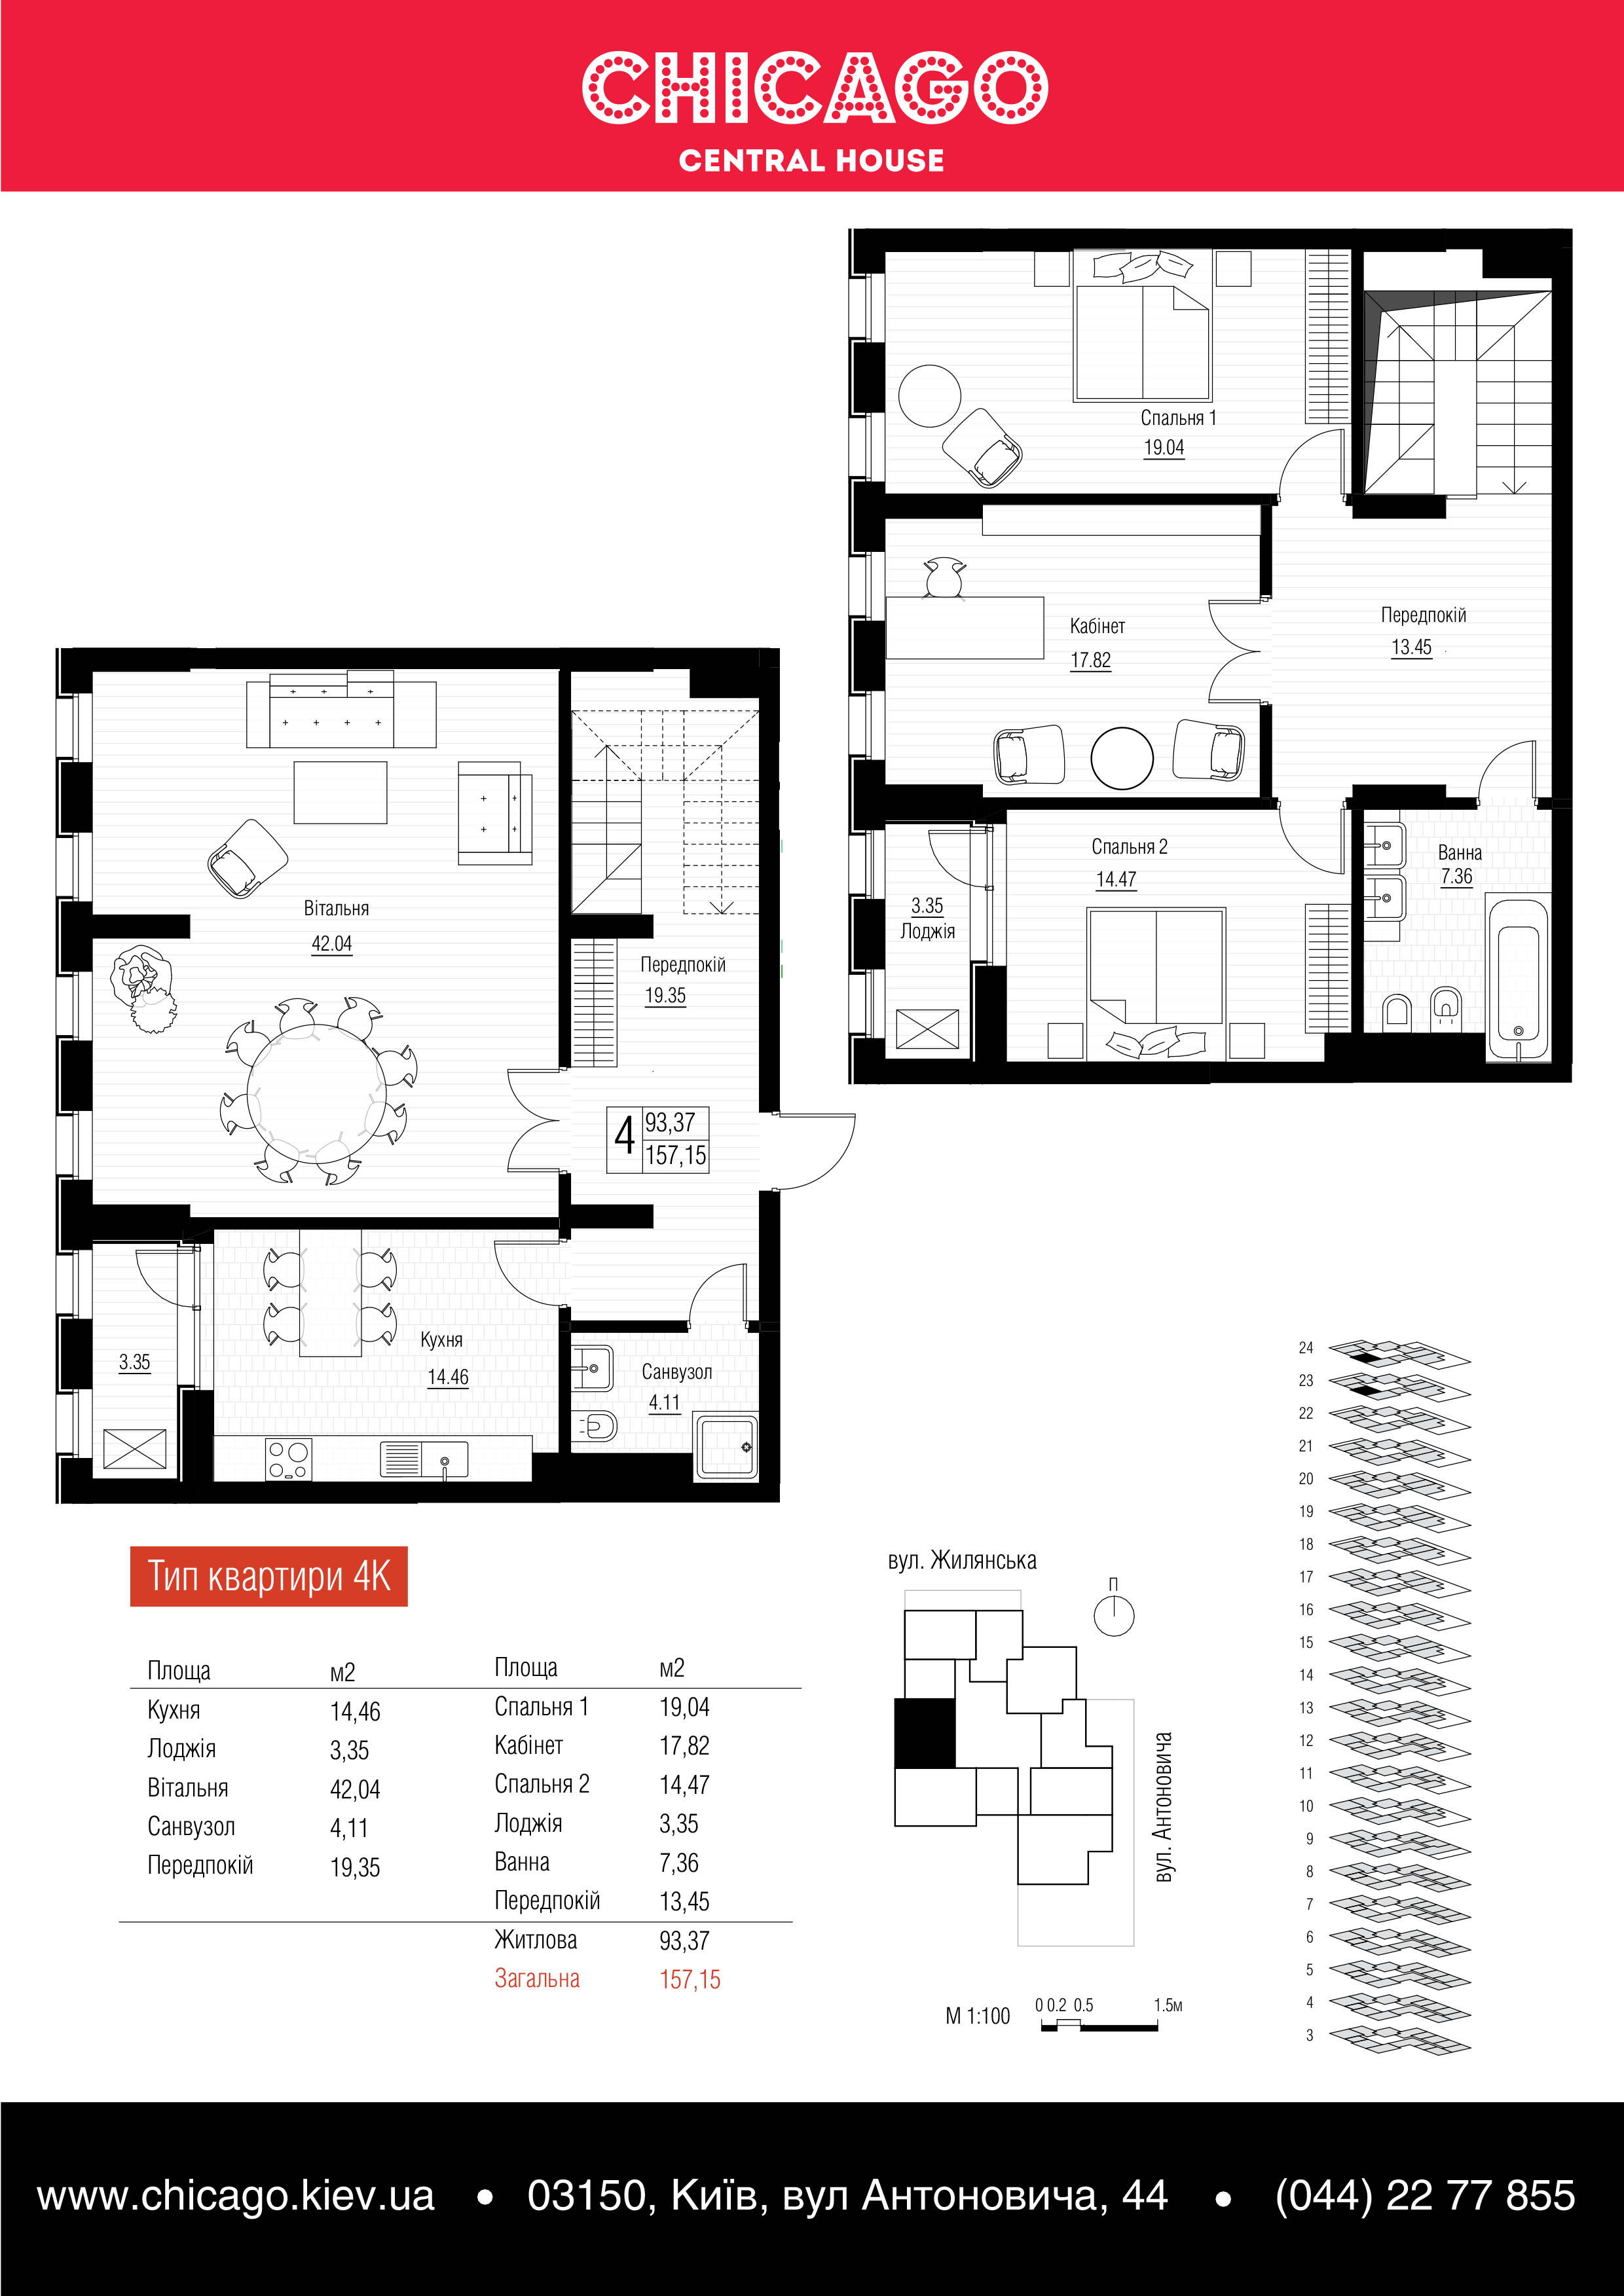 CHICAGO
CENTRAL HOUSE
Спальня 1
19.04
Кабінет
17.82
Передпокій
13.45
Спальня 2
14.47
Ванна
7.36
3.35
Лоджія
Вітальня
42.04
Передпокій
19.35
4
93,37
157,15
Кухня
14.46
3.35
Санвузол
4.11
Тип квартири 4К
Площа м2
Кухня 14,46
Лоджія 3,35
Вітальня 42,04
Санвузол 4,11
Передпокій 19,35
Площа м2
Спальня 1 19,04
Кабінет 17,82
Спальня 2 14,47
Лоджія 3,35
Ванна 7,36
Передпокій 13,45
Житлова 93,37
Загальна 157,15
вул. Жилянська
П
вул. Антоновича
М 1:100
0 0.2 0.5 1.5м
24
23
22
21
20
19
18
17
16
15
14
13
12
11
10
9
8
7
6
5
4
3
www.chicago.kiev.ua • 03150, Київ, вул Антоновича, 44 • (044) 22 77 855